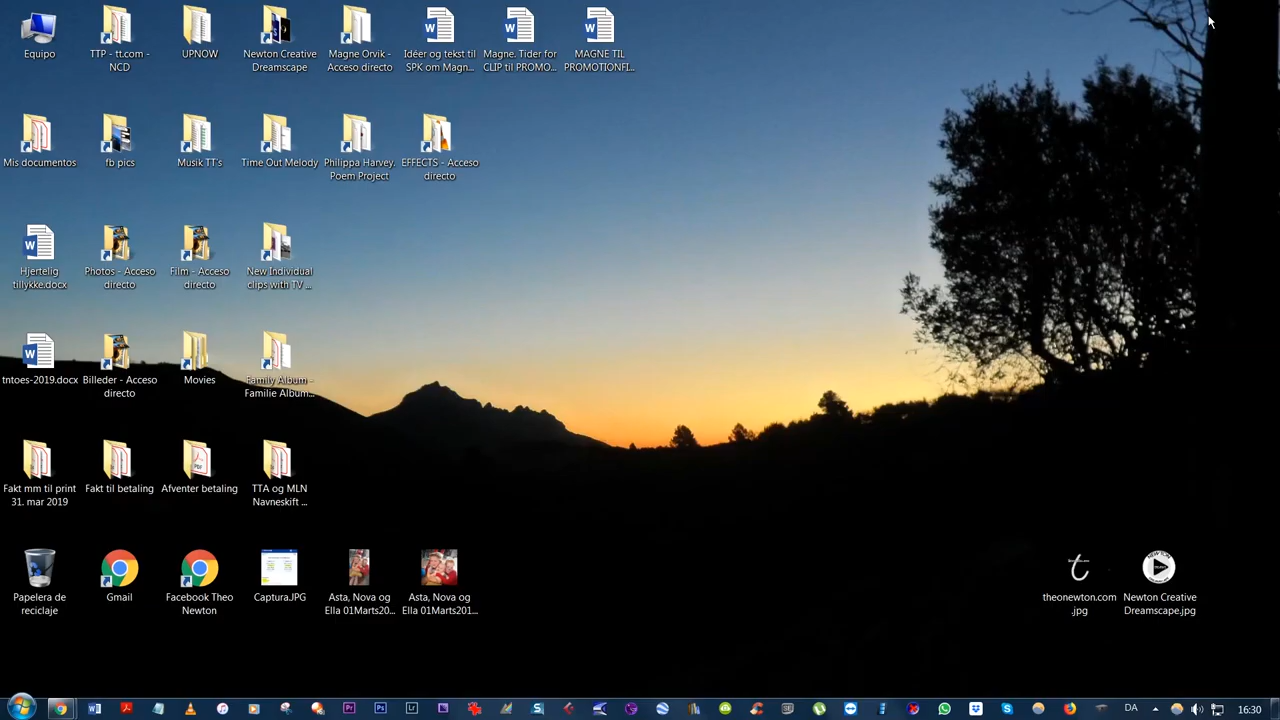 Equipo
TTP - tt.com -
NCD
UPNOW
Newton Creative
Dreamscape
Magne Orvik -
Acceso directo
Idéer og tekst til
SPK om Magn...
Magne. Tider for
CLIP til PROMO...
MAGNE TIL
PROMOTIONFI...
Mis documentos
fb pics
Musik TT's
Time Out Melody
Philippa Harvey.
Poem Project
EFFECTS - Acceso
directo
Hjertelig
tillykke.docx
Photos - Acceso
directo
Film - Acceso
directo
New Individual
clips with TV ...
tntoes-2019.docx
Billeder - Acceso
directo
Movies
Family Album -
Familie Album...
Fakt mm til print
31. mar 2019
Fakt til betaling
Afventer betaling
TTA og MLN
Navneskift ...
Papelera de
reciclaje
Gmail
Facebook Theo
Newton
Captura.JPG
Asta, Nova og
Ella 01Marts20...
Asta, Nova og
Ella 01Marts201...
theonewton.com
.jpg
Newton Creative
Dreamscape.jpg
DA
16:30